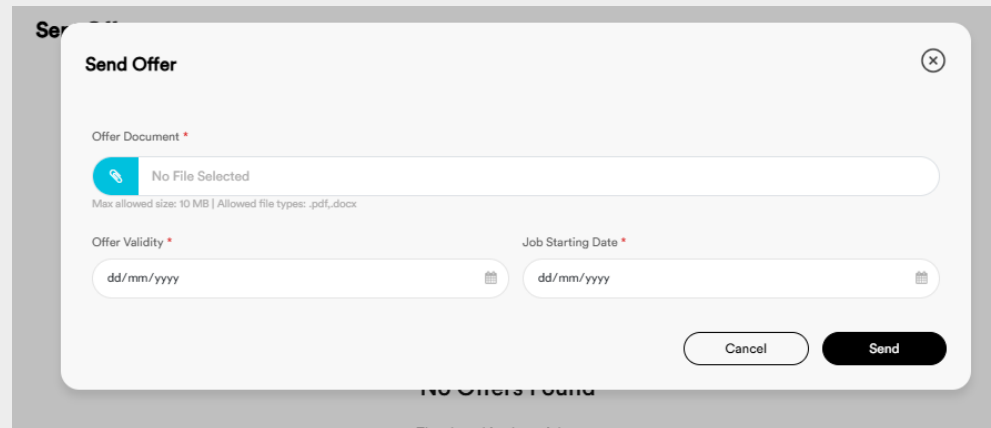 Send Offer
Offer Document *
No File Selected
Max allowed size: 10 MB | Allowed file types: .pdf,.docx
Offer Validity *
Job Starting Date *
dd/mm/yyyy
dd/mm/yyyy
Cancel
Send
No Offers Found